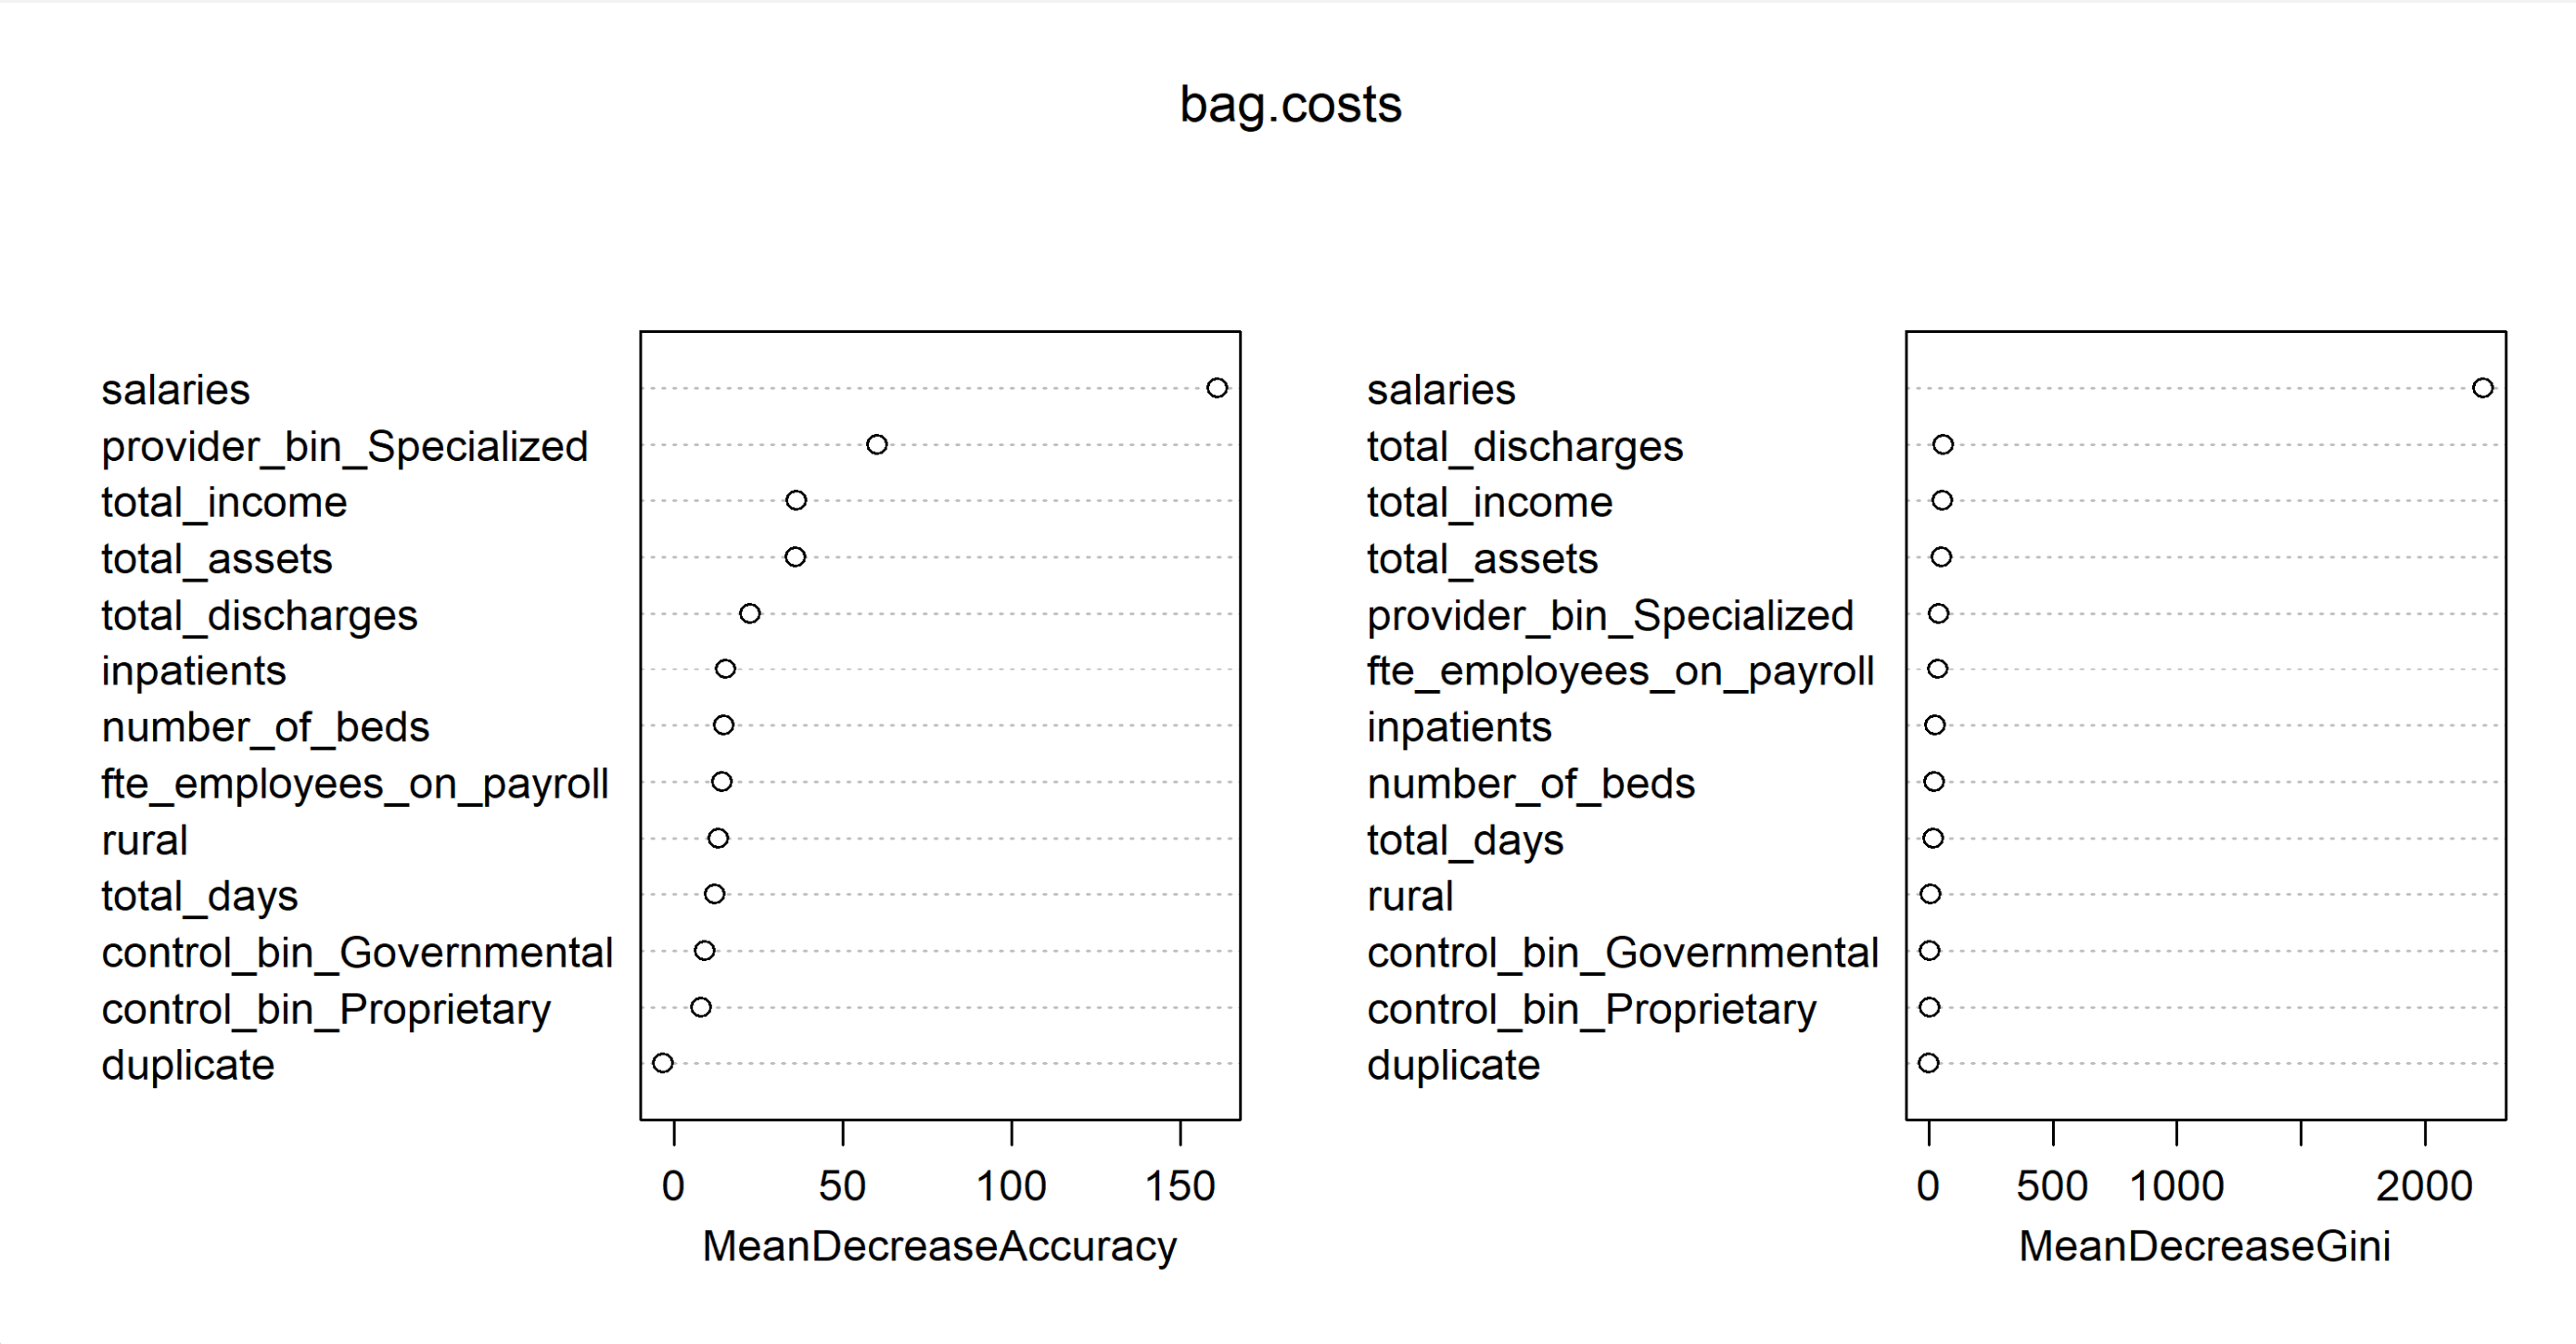 bag.costs
salaries
provider_bin_Specialized
total_income
total_assets
total_discharges
inpatients
number_of_beds
fte_employees_on_payroll
rural
total_days
control_bin_Governmental
control_bin_Proprietary
duplicate
0 50 100 150
MeanDecreaseAccuracy
salaries
total_discharges
total_income
total_assets
provider_bin_Specialized
fte_employees_on_payroll
inpatients
number_of_beds
total_days
rural
control_bin_Governmental
control_bin_Proprietary
duplicate
0 500 1000 2000
MeanDecreaseGini